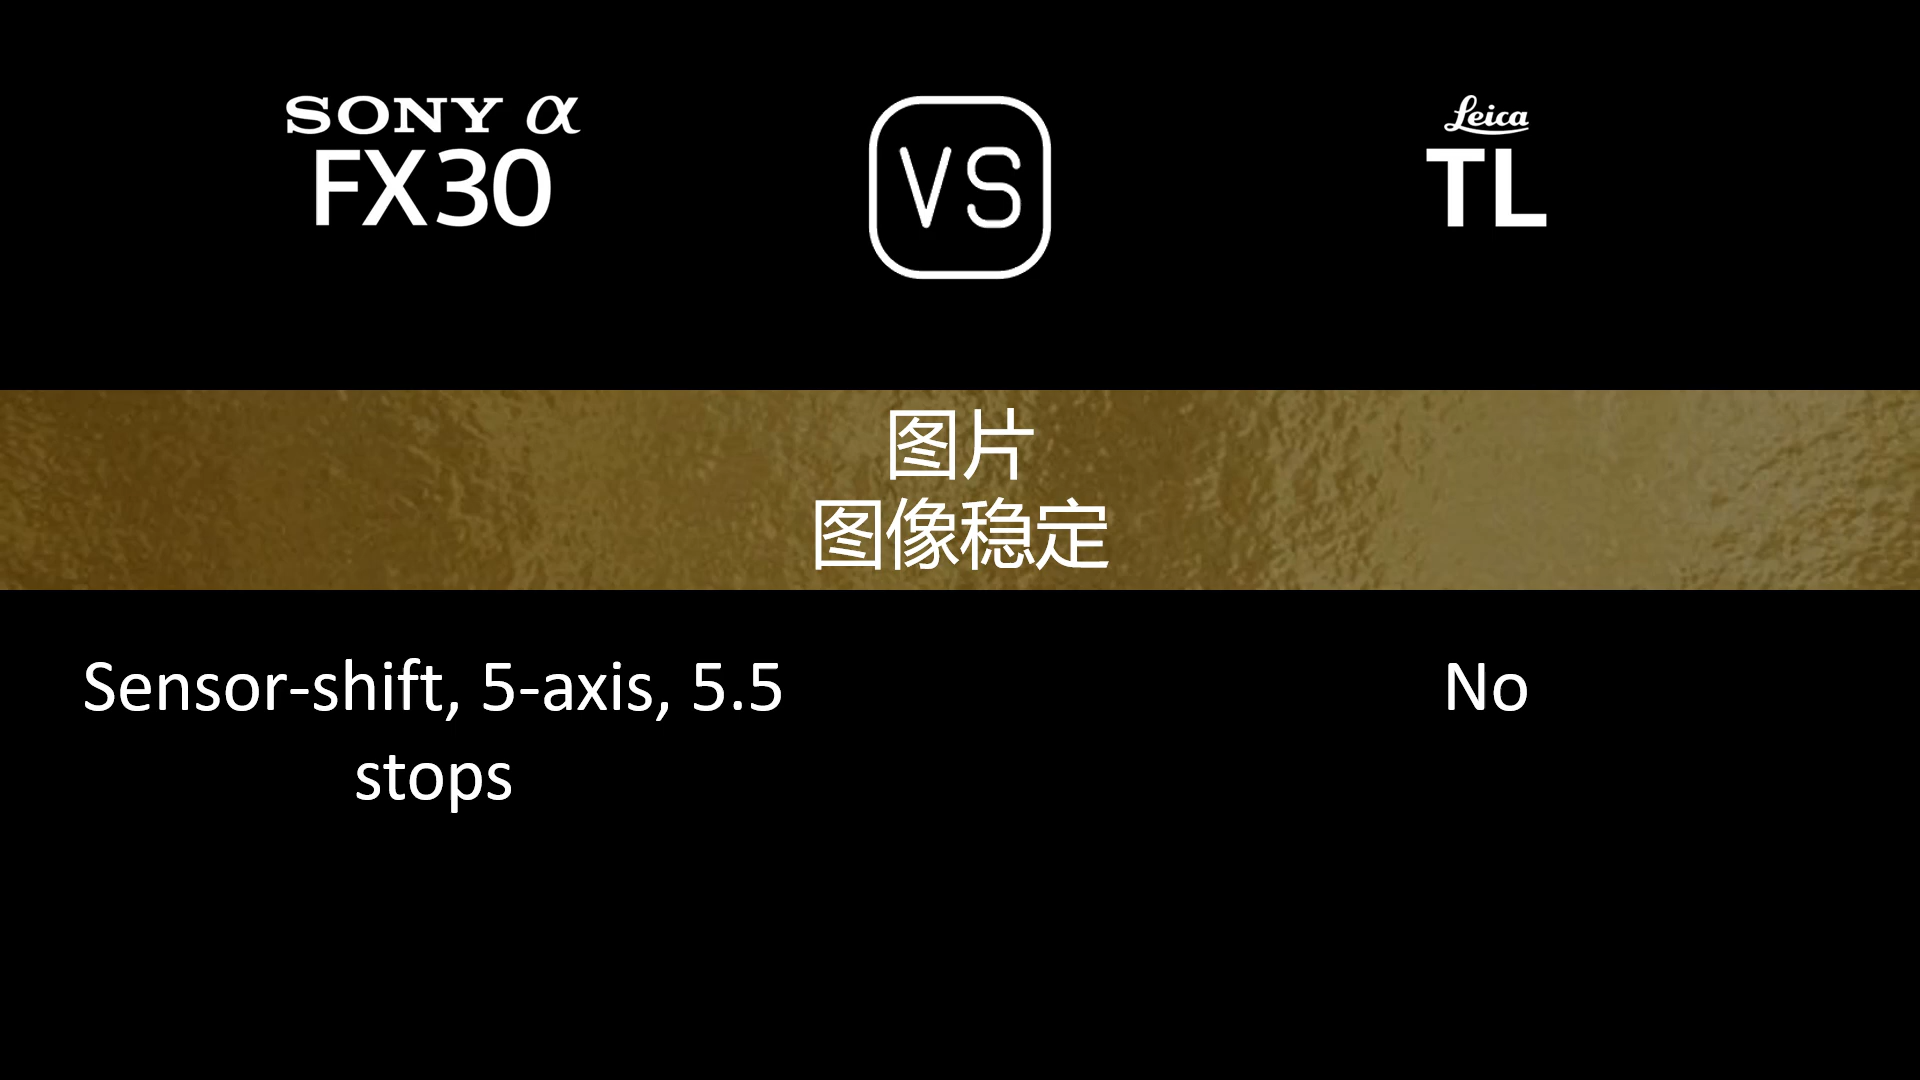 SONY α
FX30
VS
Leica
TL
图片
图像稳定
Sensor-shift, 5-axis, 5.5
stops
No